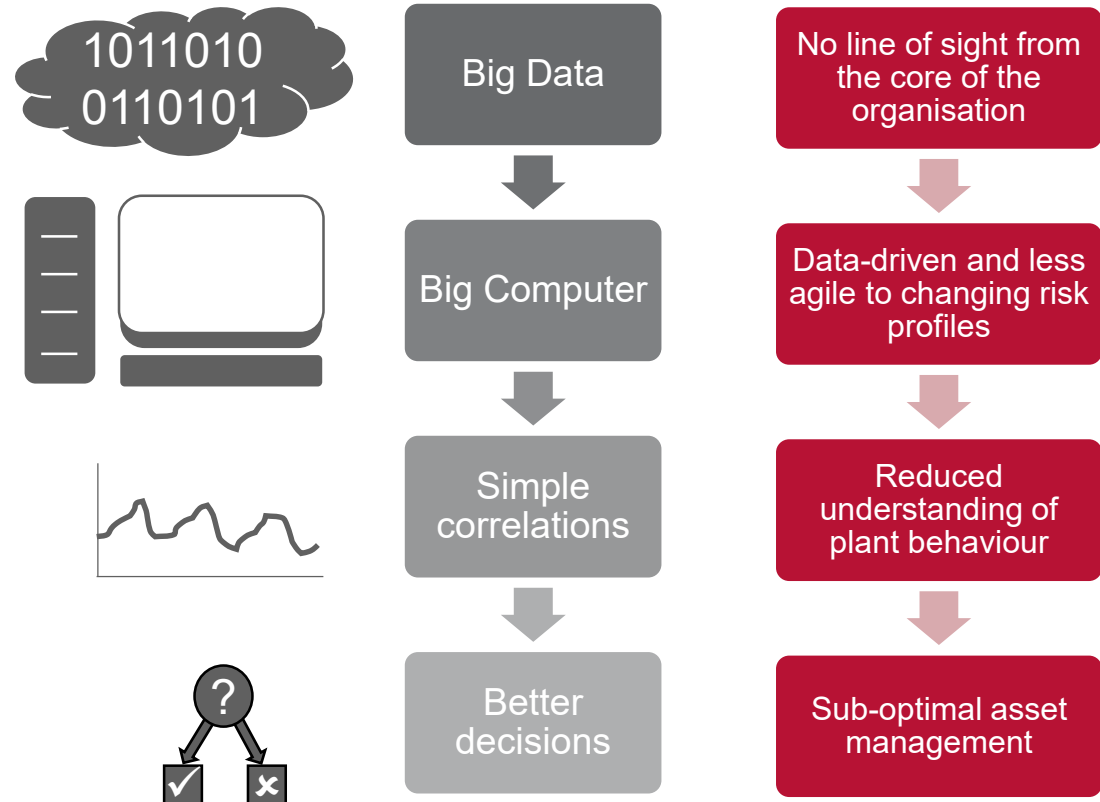 1011010
0110101
Big Data
No line of sight from
the core of the
organisation
Big Computer
Data-driven and less
agile to changing risk
profiles
Simple
correlations
Reduced
understanding of
plant behaviour
?
Better
decisions
Sub-optimal asset
management